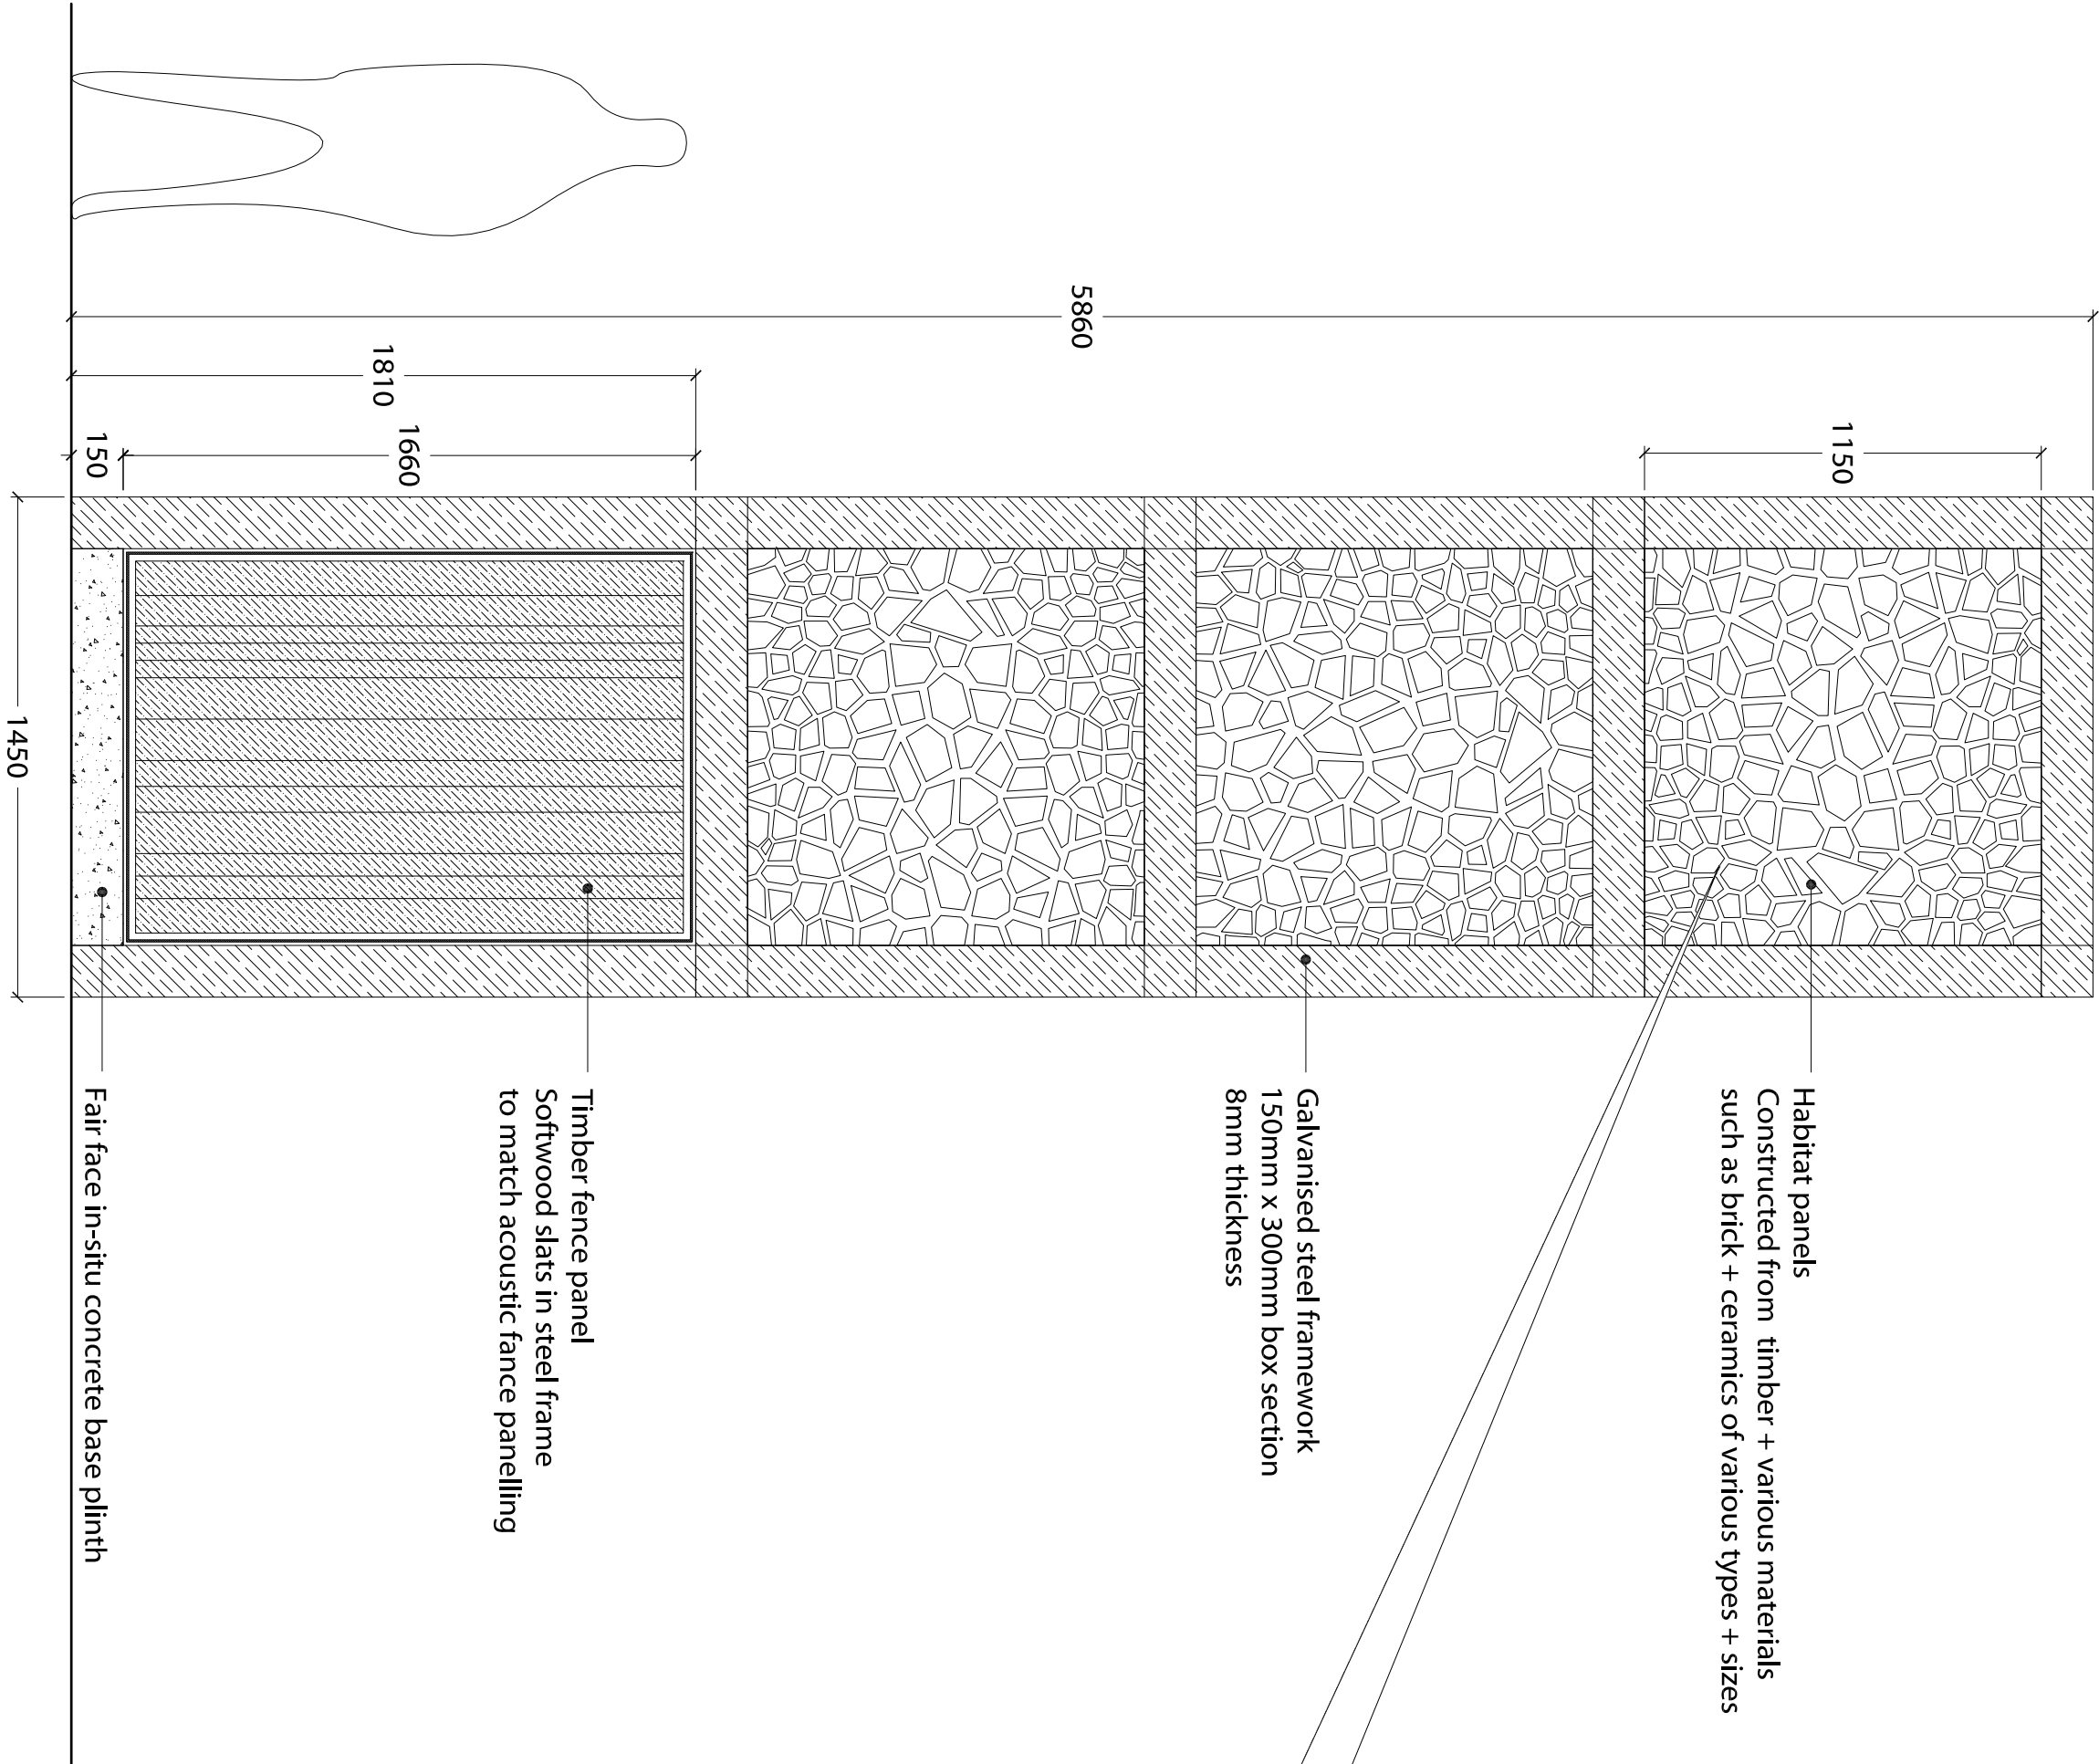 5860
1810
1660
150
1150
1450
Habitat panels
Constructed from timber + various materials
such as brick + ceramics of various types + sizes
Galvanised steel framework
150mm x 300mm box section
8mm thickness
Timber fence panel
Softwood slats in steel frame
to match acoustic fance panelling
Fair face in-situ concrete base plinth